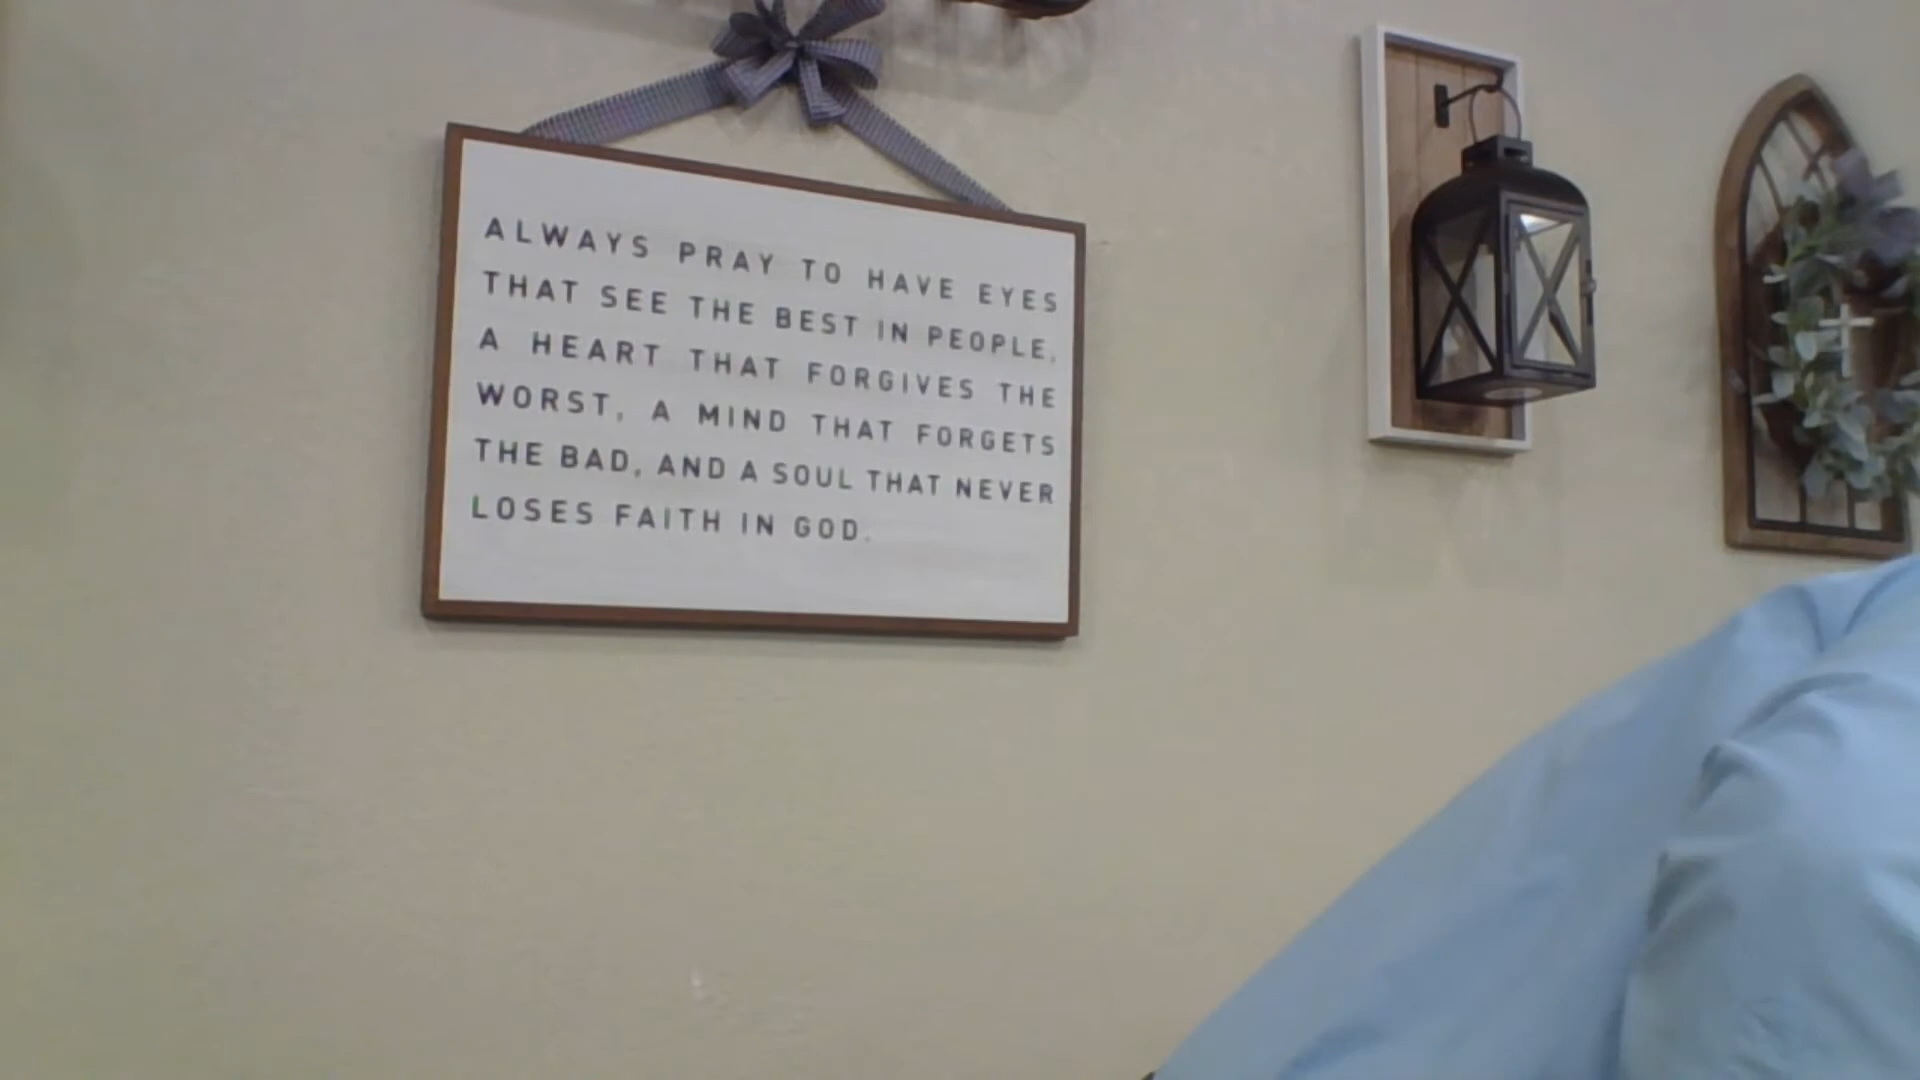 ALWAYS PRAY TO HAVE EYES
THAT SEE THE BEST IN PEOPLE,
A HEART THAT FORGIVES THE
WORST, A MIND THAT FORGETS
THE BAD, AND A SOUL THAT NEVER
LOSES FAITH IN GOD.